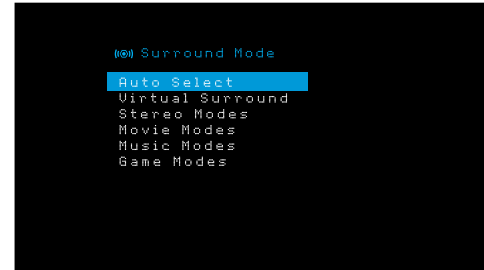 Surround Mode
Auto Select
Virtual Surround
Stereo Modes
Movie Modes
Music Modes
Game Modes